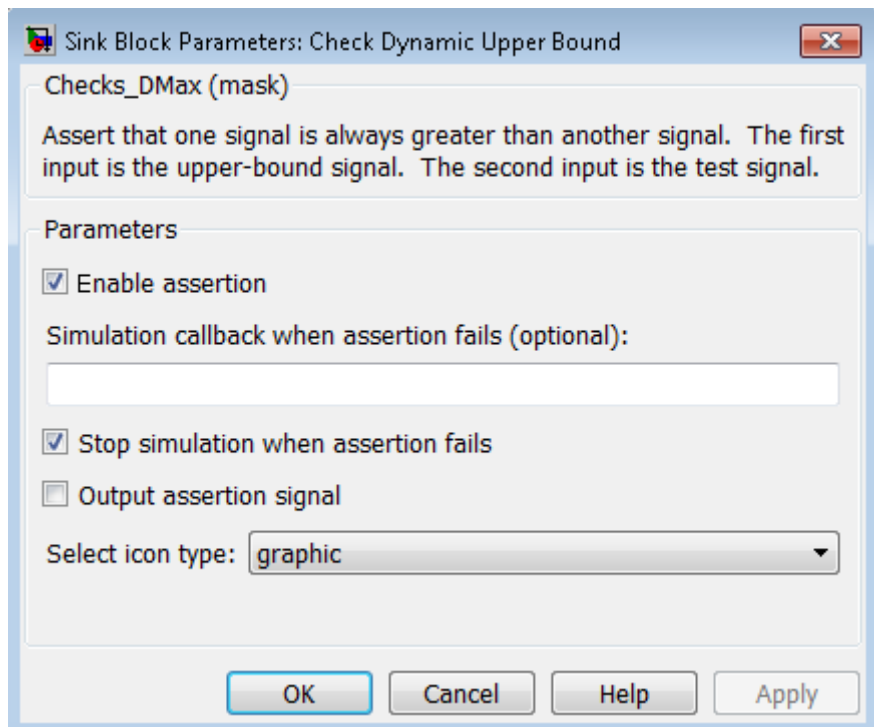 Sink Block Parameters: Check Dynamic Upper Bound
Checks_DMax (mask)
Assert that one signal is always greater than another signal.  The first
input is the upper-bound signal.  The second input is the test signal.
Parameters
Enable assertion
Simulation callback when assertion fails (optional):
Stop simulation when assertion fails
Output assertion signal
Select icon type: graphic
OK Cancel Help Apply